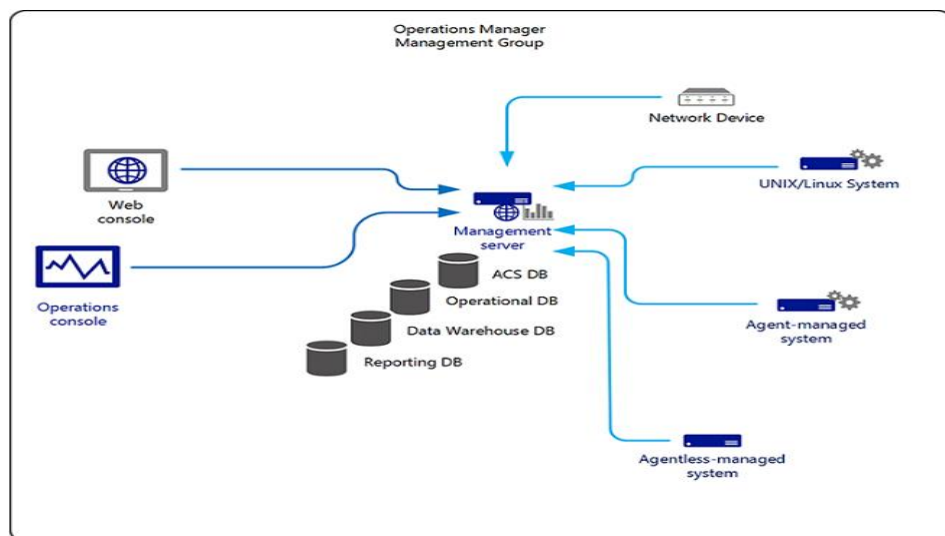 Operations Manager
Management Group
Network Device
UNIX/Linux System
Web
console
Management
server
Operations
console
ACS DB
Operational DB
Data Warehouse DB
Reporting DB
Agent-managed
system
Agentless-managed
system